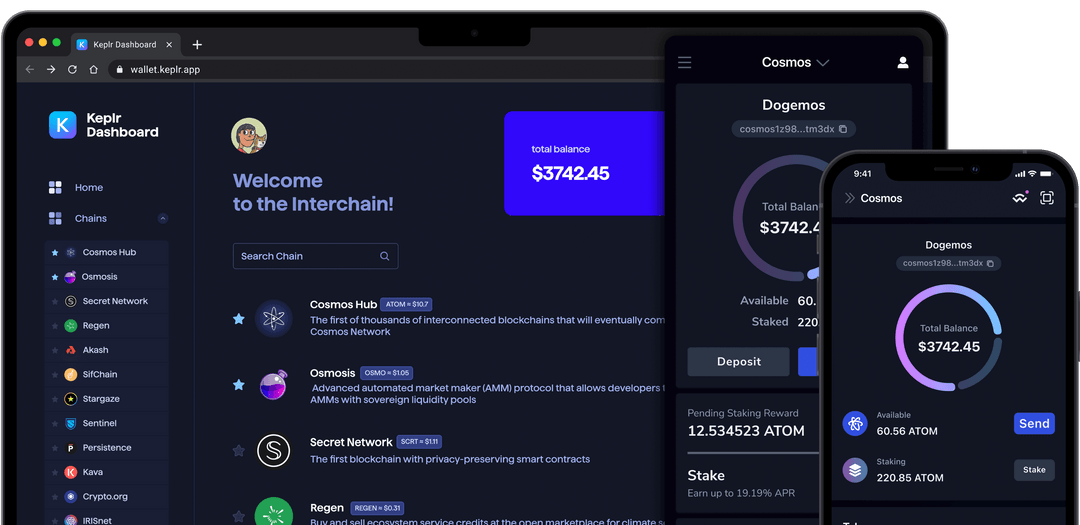 Keplr Dashboard
wallet.keplr.app
Keplr
Dashboard
Home
Chains
Cosmos Hub
Osmosis
Secret Network
Regen
Akash
SifChain
Stargaze
Sentinel
Persistence
Kava
Crypto.org
IRISnet
Welcome
to the Interchain!
total balance
$3742.45
Search Chain
Cosmos Hub ATOM ≈ $10.7
The first of thousands of interconnected blockchains that will eventually com
Cosmos Network
Osmosis OSMO ≈ $1.05
Advanced automated market maker (AMM) protocol that allows developers t
AMMs with sovereign liquidity pools
Secret Network SCRT ≈ $1.11
The first blockchain with privacy-preserving smart contracts
Regen REGEN ≈ $0.31
Buy and sell ecosystem service credits at the open marketplace for climate s
Cosmos
Dogemos
cosmos1z98...tm3dx
Total Balan
$3742.4
Available 60.
Staked 220.
Deposit
Pending Staking Reward
12.534523 ATOM
Stake
Earn up to 19.19% APR
9:41
Cosmos
Dogemos
cosmos1z98...tm3dx
Total Balance
$3742.45
Available
60.56 ATOM
Send
Staking
220.85 ATOM
Stake